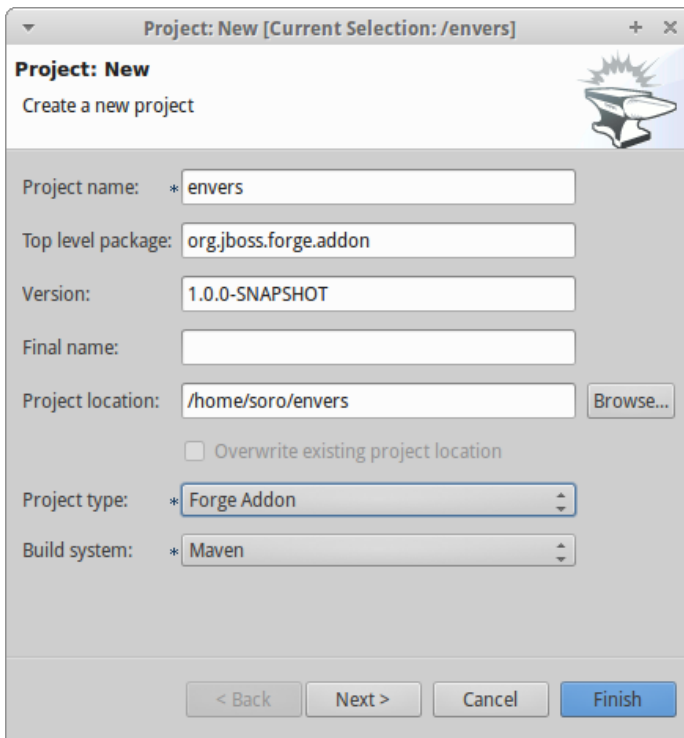 Project: New [Current Selection: /envers]
Project: New
Create a new project
Project name: * envers
Top level package: org.jboss.forge.addon
Version: 1.0.0-SNAPSHOT
Final name:
Project location: /home/soro/envers Browse...
Overwrite existing project location
Project type: * Forge Addon
Build system: * Maven
< Back Next > Cancel Finish